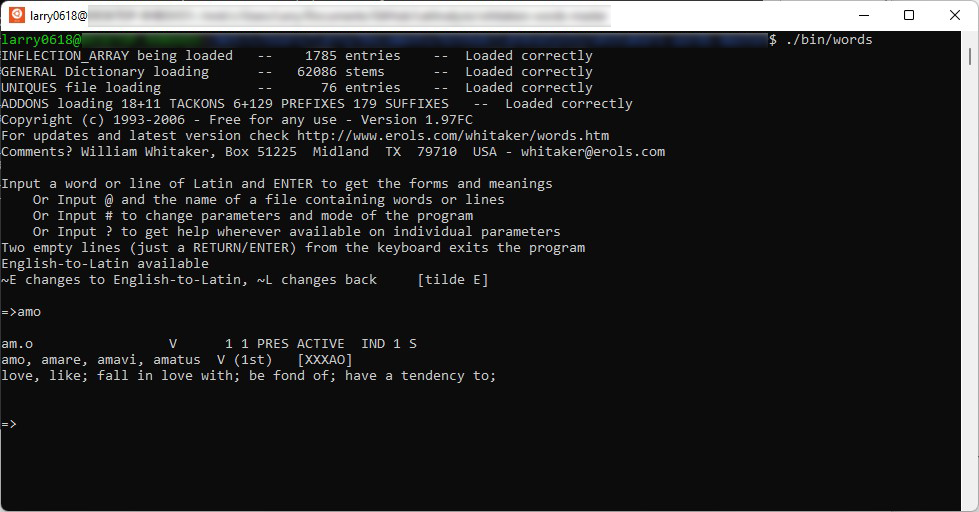 larry0618@
larry0618@ $ ./bin/words
INFLECTION_ARRAY being loaded   --    1785 entries    --  Loaded correctly
GENERAL Dictionary loading      --   62086 stems      --  Loaded correctly
UNIQUES file loading            --      76 entries    --  Loaded correctly
ADDONS loading 18+11 TACKONS 6+129 PREFIXES 179 SUFFIXES   --  Loaded correctly
Copyright (c) 1993-2006 - Free for any use - Version 1.97FC
For updates and latest version check http://www.erols.com/whitaker/words.htm
Comments? William Whitaker, Box 51225  Midland  TX  79710  USA - whitaker@erols.com
Input a word or line of Latin and ENTER to get the forms and meanings
    Or Input @ and the name of a file containing words or lines
    Or Input # to change parameters and mode of the program
    Or Input ? to get help wherever available on individual parameters
Two empty lines (just a RETURN/ENTER) from the keyboard exits the program
English-to-Latin available
~E changes to English-to-Latin, ~L changes back     [tilde E]
=>amo
am.o                 V      1 1 PRES ACTIVE  IND 1 S
amo, amare, amavi, amatus  V (1st)   [XXXAO]
love, like; fall in love with; be fond of; have a tendency to;
=>